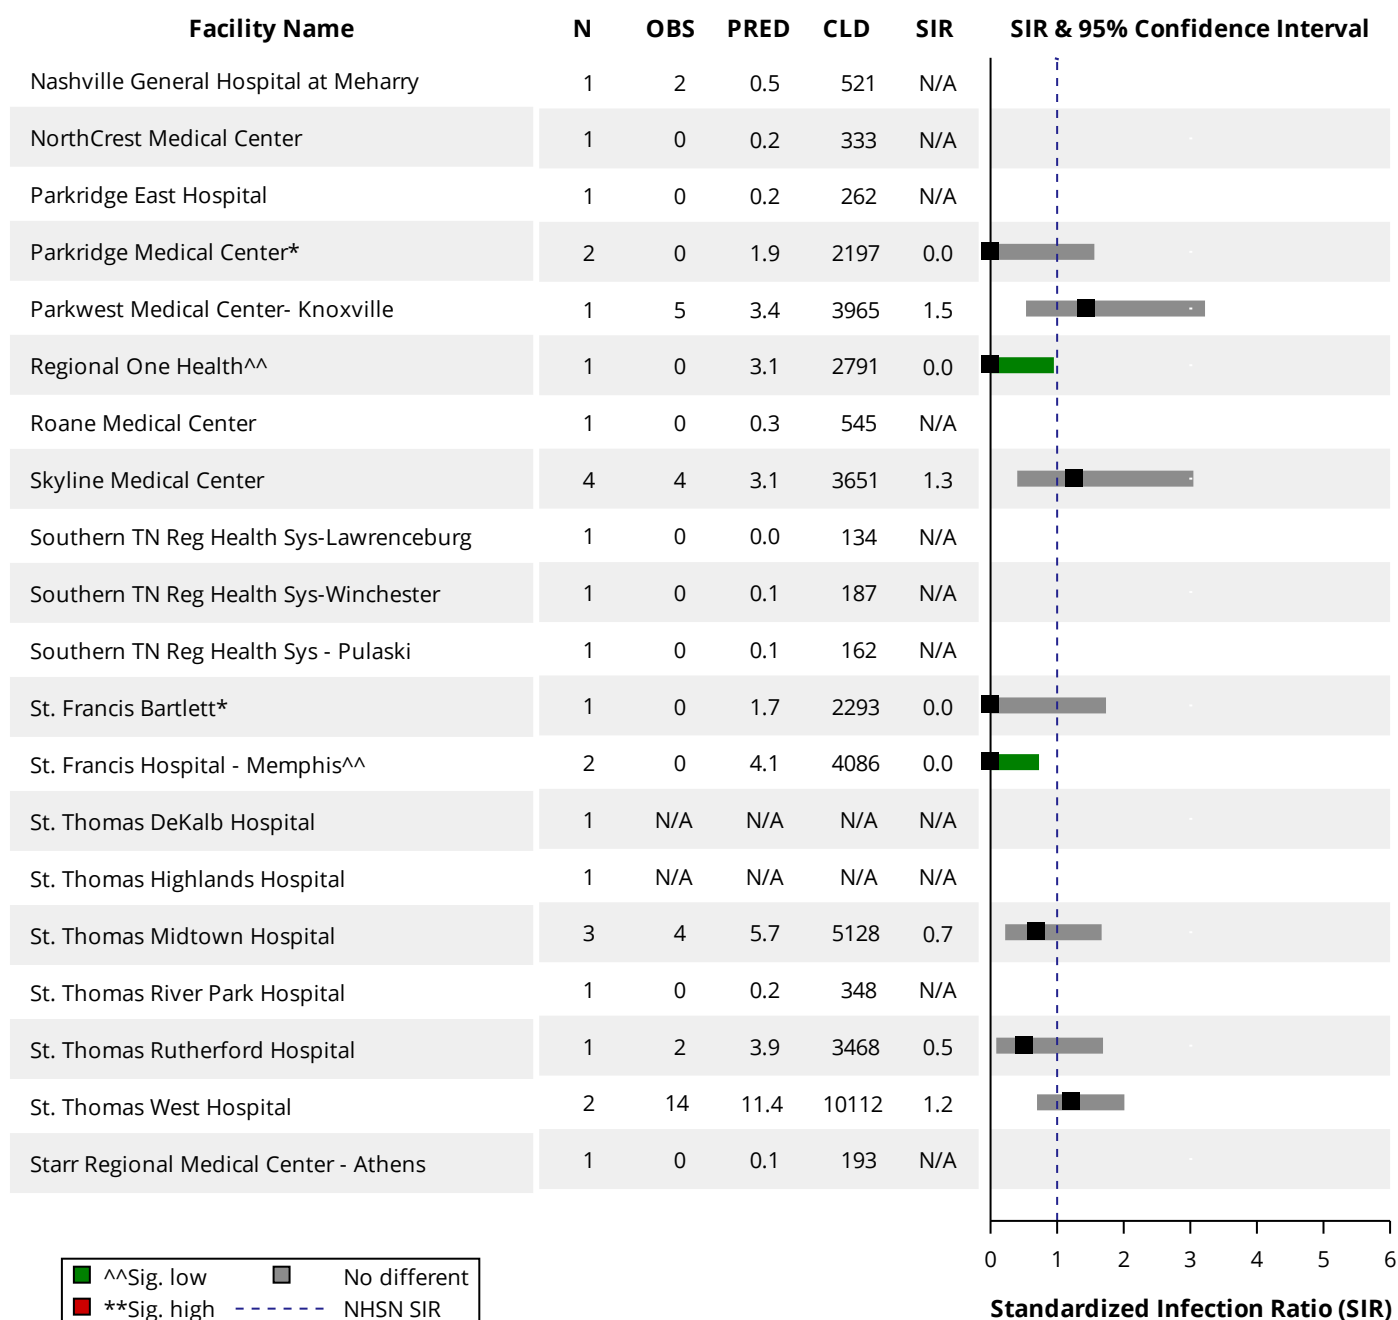 Facility Name N OBS PRED CLD SIR SIR & 95% Confidence Interval
Nashville General Hospital at Meharry 1 2 0.5 521 N/A
NorthCrest Medical Center 1 0 0.2 333 N/A
Parkridge East Hospital 1 0 0.2 262 N/A
Parkridge Medical Center* 2 0 1.9 2197 0.0
Parkwest Medical Center- Knoxville 1 5 3.4 3965 1.5
Regional One Health^^ 1 0 3.1 2791 0.0
Roane Medical Center 1 0 0.3 545 N/A
Skyline Medical Center 4 4 3.1 3651 1.3
Southern TN Reg Health Sys-Lawrenceburg 1 0 0.0 134 N/A
Southern TN Reg Health Sys-Winchester 1 0 0.1 187 N/A
Southern TN Reg Health Sys - Pulaski 1 0 0.1 162 N/A
St. Francis Bartlett* 1 0 1.7 2293 0.0
St. Francis Hospital - Memphis^^ 2 0 4.1 4086 0.0
St. Thomas DeKalb Hospital 1 N/A N/A N/A N/A
St. Thomas Highlands Hospital 1 N/A N/A N/A N/A
St. Thomas Midtown Hospital 3 4 5.7 5128 0.7
St. Thomas River Park Hospital 1 0 0.2 348 N/A
St. Thomas Rutherford Hospital 1 2 3.9 3468 0.5
St. Thomas West Hospital 2 14 11.4 10112 1.2
Starr Regional Medical Center - Athens 1 0 0.1 193 N/A
0 1 2 3 4 5 6
^^Sig. low No different
**Sig. high NHSN SIR
Standardized Infection Ratio (SIR)